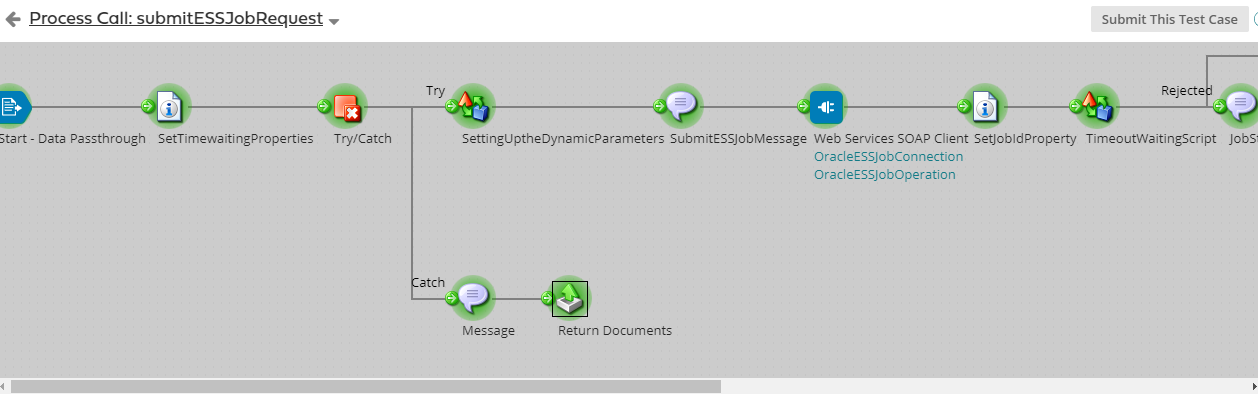 Process Call: submitESSJobRequest
Submit This Test Case
Try
Rejected
Start - Data Passthrough
SetTimewaitingProperties
Try/Catch
SettingUptheDynamicParameters
SubmitESSJobMessage
Web Services SOAP Client
SetJobIdProperty
TimeoutWaitingScript
OracleESSJobConnection
OracleESSJobOperation
Catch
Message
Return Documents